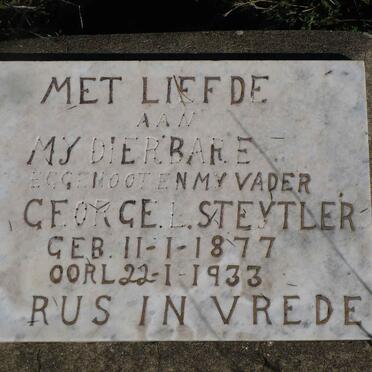 MET LIEFDE
AAN
MY DIERBARE
EGGENOOT EN MY VADER
GEORGE.L.STEYTLER
GEB. 11-1-1877
OORL 22-1-1933
RUS IN VREDE